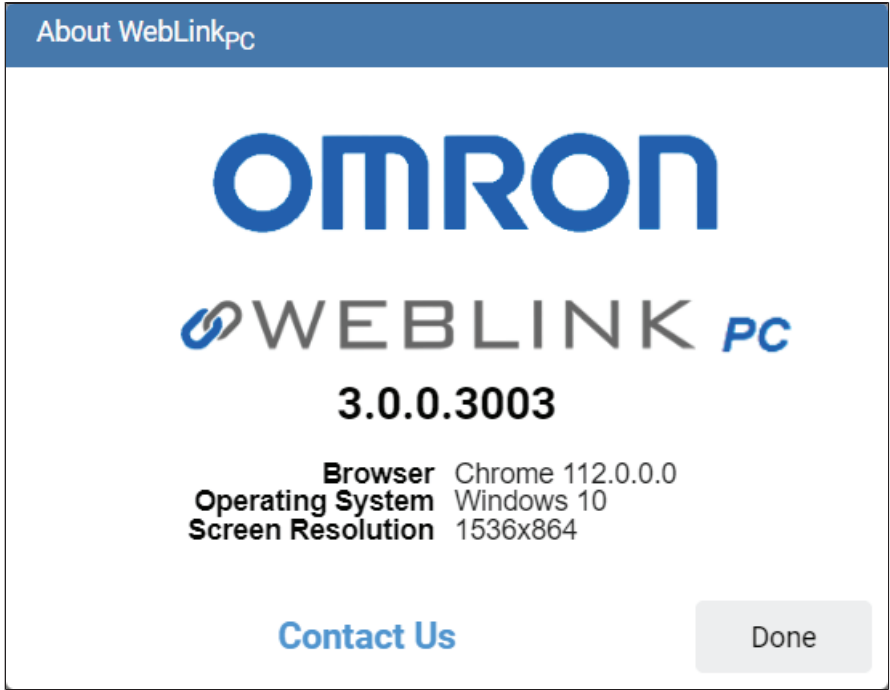 About WebLinkPC
OMRON
WEBLINK PC
3.0.0.3003
Browser Chrome 112.0.0.0
Operating System Windows 10
Screen Resolution 1536x864
Contact Us
Done